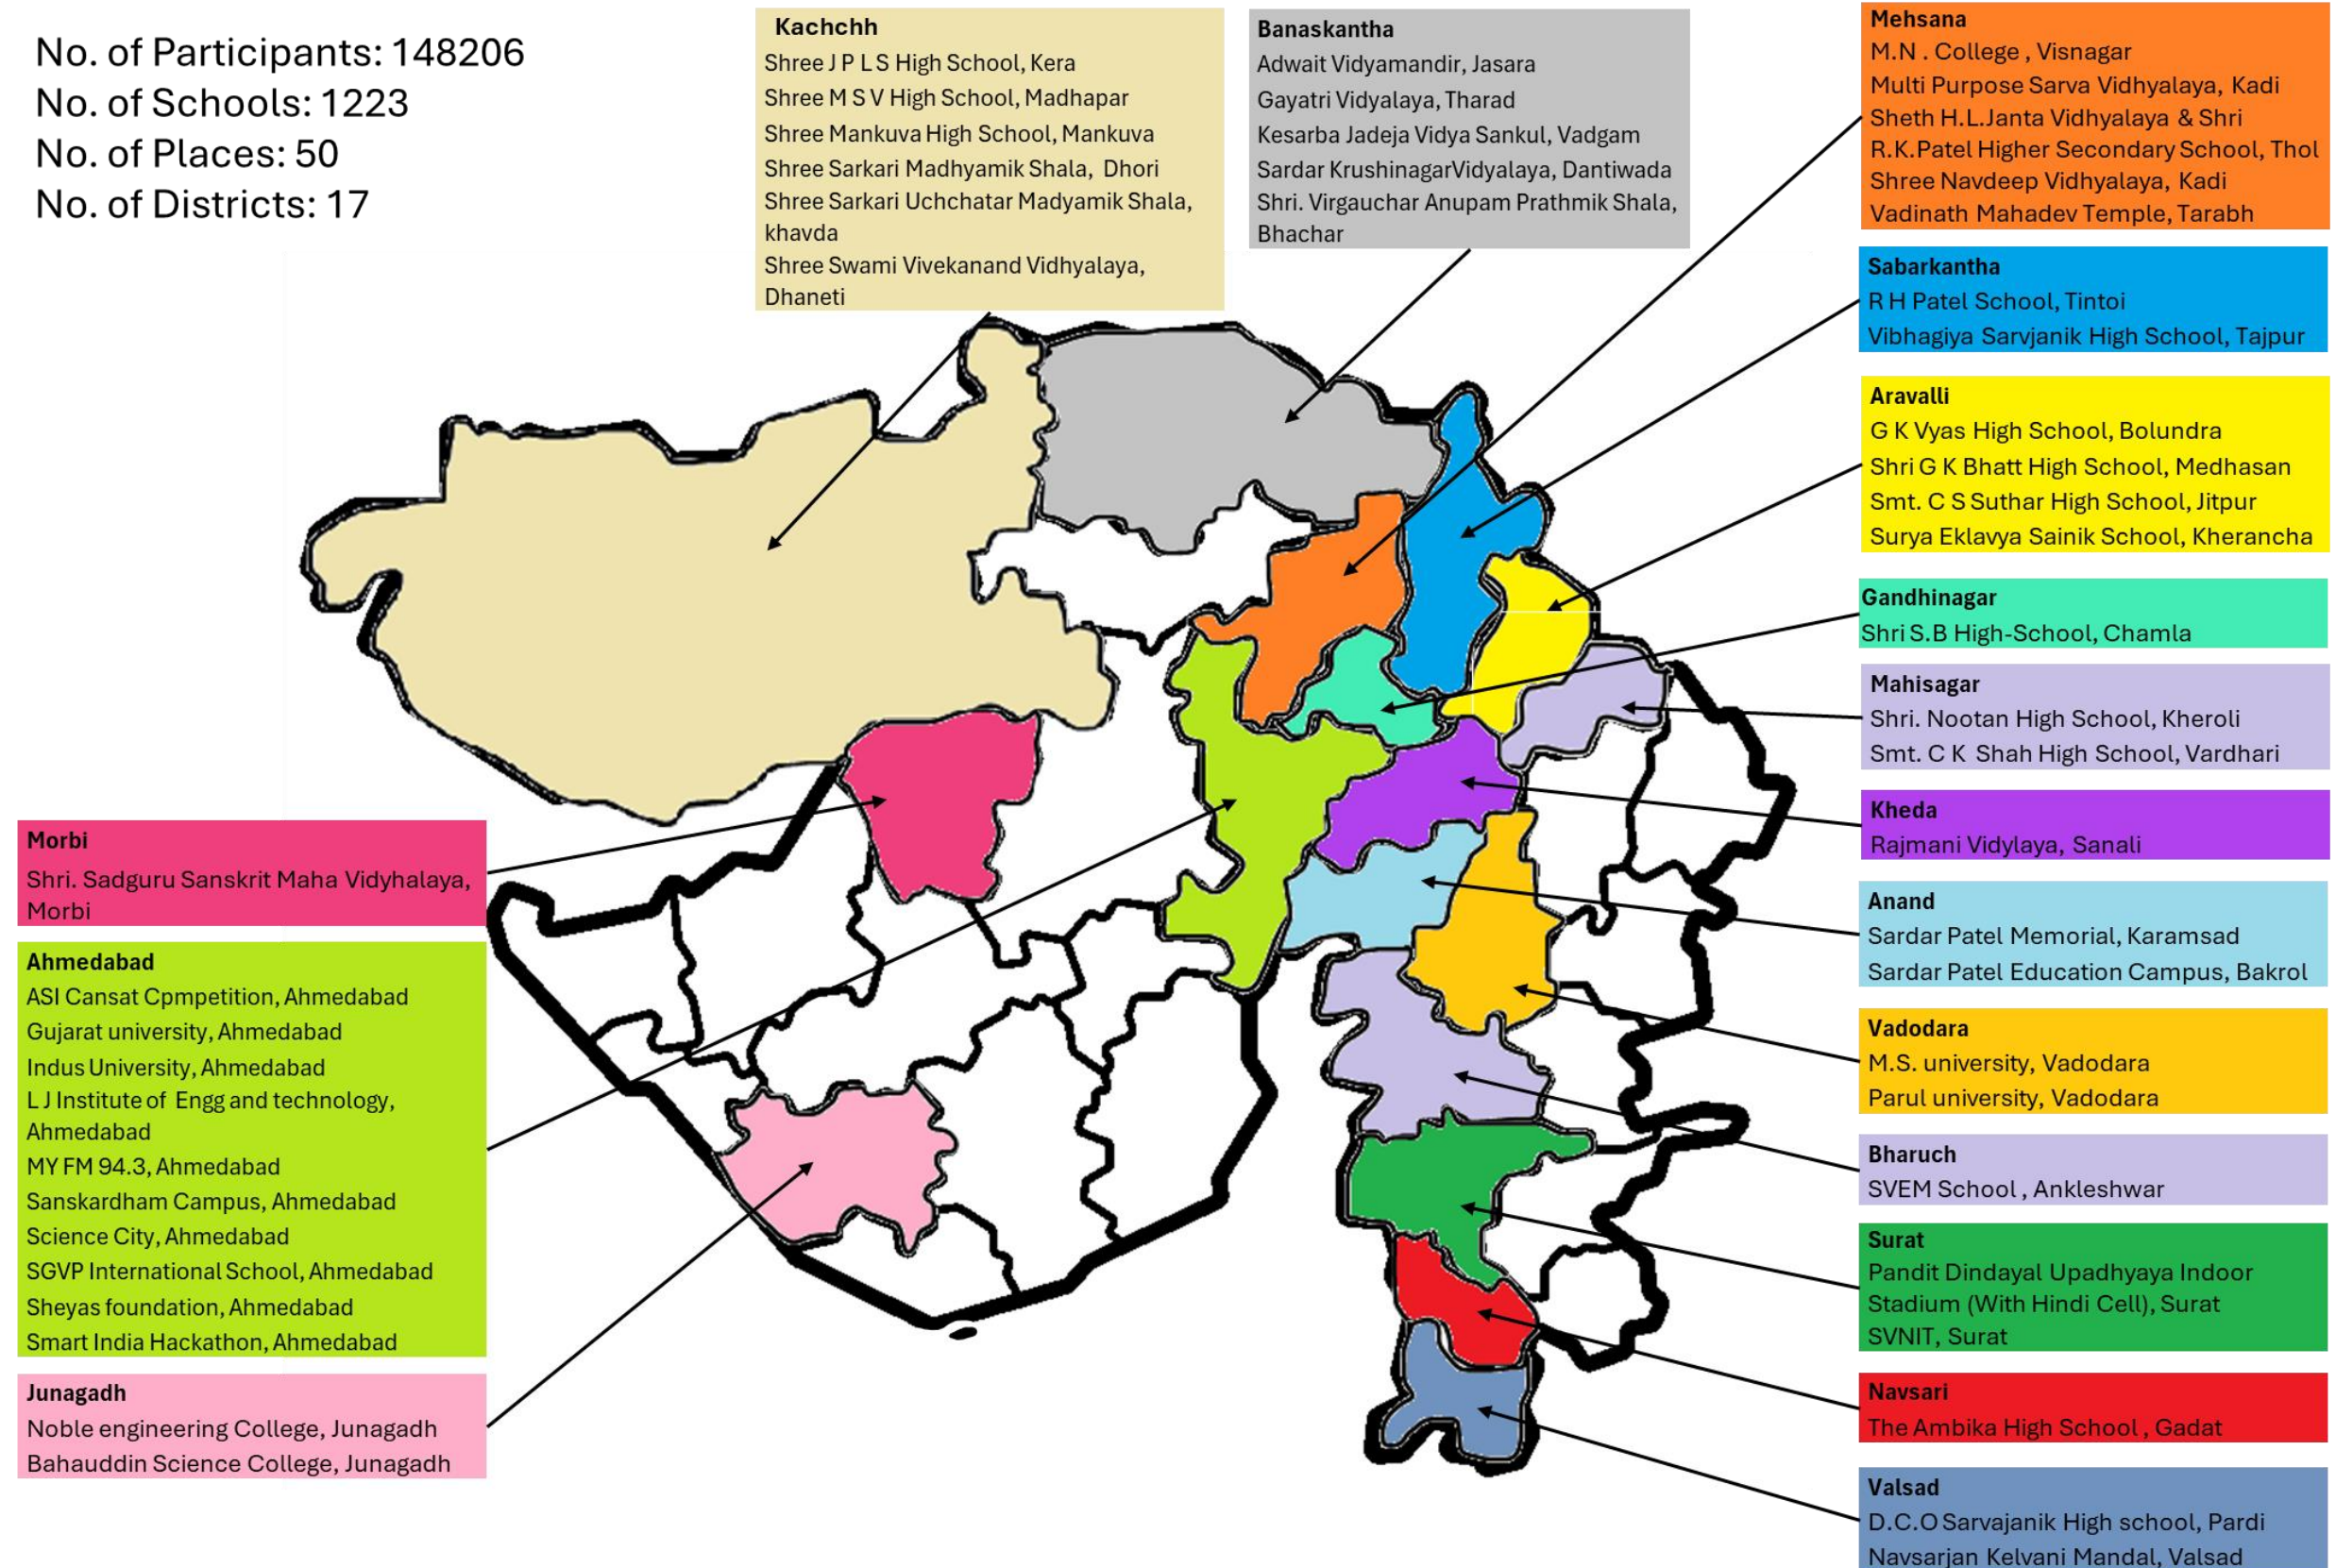 No. of Participants: 148206
No. of Schools: 1223
No. of Places: 50
No. of Districts: 17
Kachchh
Shree J P L S High School, Kera
Shree M S V High School, Madhapar
Shree Mankuva High School, Mankuva
Shree Sarkari Madhyamik Shala, Dhori
Shree Sarkari Uchchatar Madyamik Shala,
khavda
Shree Swami Vivekanand Vidhyalaya,
Dhaneti
Banaskantha
Adwait Vidyamandir, Jasara
Gayatri Vidyalaya, Tharad
Kesarba Jadeja Vidya Sankul, Vadgam
Sardar KrushinagarVidyalaya, Dantiwada
Shri. Virgauchar Anupam Prathmik Shala,
Bhachar
Mehsana
M.N . College , Visnagar
Multi Purpose Sarva Vidhyalaya, Kadi
Sheth H.L.Janta Vidhyalaya & Shri
R.K.Patel Higher Secondary School, Thol
Shree Navdeep Vidhyalaya, Kadi
Vadinath Mahadev Temple, Tarabh
Sabarkantha
R H Patel School, Tintoi
Vibhagiya Sarvjanik High School, Tajpur
Aravalli
G K Vyas High School, Bolundra
Shri G K Bhatt High School, Medhasan
Smt. C S Suthar High School, Jitpur
Surya Eklavya Sainik School, Kherancha
Gandhinagar
Shri S.B High-School, Chamla
Mahisagar
Shri. Nootan High School, Kheroli
Smt. C K Shah High School, Vardhari
Kheda
Rajmani Vidylaya, Sanali
Anand
Sardar Patel Memorial, Karamsad
Sardar Patel Education Campus, Bakrol
Vadodara
M.S. university, Vadodara
Parul university, Vadodara
Bharuch
SVEM School , Ankleshwar
Surat
Pandit Dindayal Upadhyaya Indoor
Stadium (With Hindi Cell), Surat
SVNIT, Surat
Navsari
The Ambika High School , Gadat
Valsad
D.C.O Sarvajanik High school, Pardi
Navsarjan Kelvani Mandal, Valsad
Morbi
Shri. Sadguru Sanskrit Maha Vidyhalaya,
Morbi
Ahmedabad
ASI Cansat Cpmpetition, Ahmedabad
Gujarat university, Ahmedabad
Indus University, Ahmedabad
L J Institute of Engg and technology,
Ahmedabad
MY FM 94.3, Ahmedabad
Sanskardham Campus, Ahmedabad
Science City, Ahmedabad
SGVP International School, Ahmedabad
Sheyas foundation, Ahmedabad
Smart India Hackathon, Ahmedabad
Junagadh
Noble engineering College, Junagadh
Bahauddin Science College, Junagadh